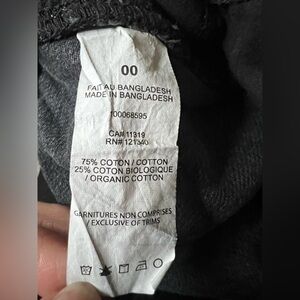 00
FAIT AU BANGLADESH
MADE IN BANGLADESH
100068595
CA# 11319
RN# 121340
75% COTON / COTTON
25% COTON BIOLOGIQUE
/ ORGANIC COTTON
GARNITURES NON COMPRISES
/ EXCLUSIVE OF TRIMS